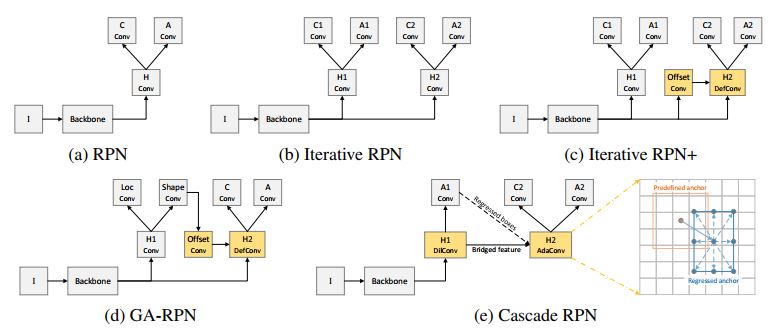 C
Conv
A
Conv
H
Conv
I
Backbone
(a) RPN
C1
Conv
A1
Conv
C2
Conv
A2
Conv
H1
Conv
H2
Conv
I
Backbone
(b) Iterative RPN
C1
Conv
A1
Conv
C2
Conv
A2
Conv
H1
Conv
Offset
Conv
H2
DefConv
I
Backbone
(c) Iterative RPN+
Loc
Conv
Shape
Conv
C
Conv
A
Conv
H1
Conv
Offset
Conv
H2
DefConv
I
Backbone
(d) GA-RPN
A1
Conv
Regressed boxes
C2
Conv
A2
Conv
H1
DilConv
Bridged feature
H2
AdaConv
I
Backbone
Predefined anchor
Regressed anchor
(e) Cascade RPN